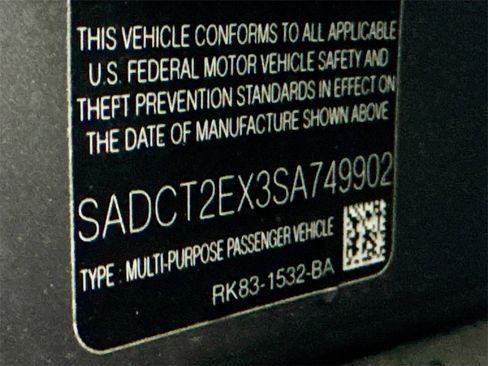 THIS VEHICLE CONFORMS TO ALL APPLICABLE
U.S. FEDERAL MOTOR VEHICLE SAFETY AND
THEFT PREVENTION STANDARDS IN EFFECT ON
THE DATE OF MANUFACTURE SHOWN ABOVE
SADCT2EX3SA749902
TYPE : MULTI-PURPOSE PASSENGER VEHICLE
RK83-1532-BA